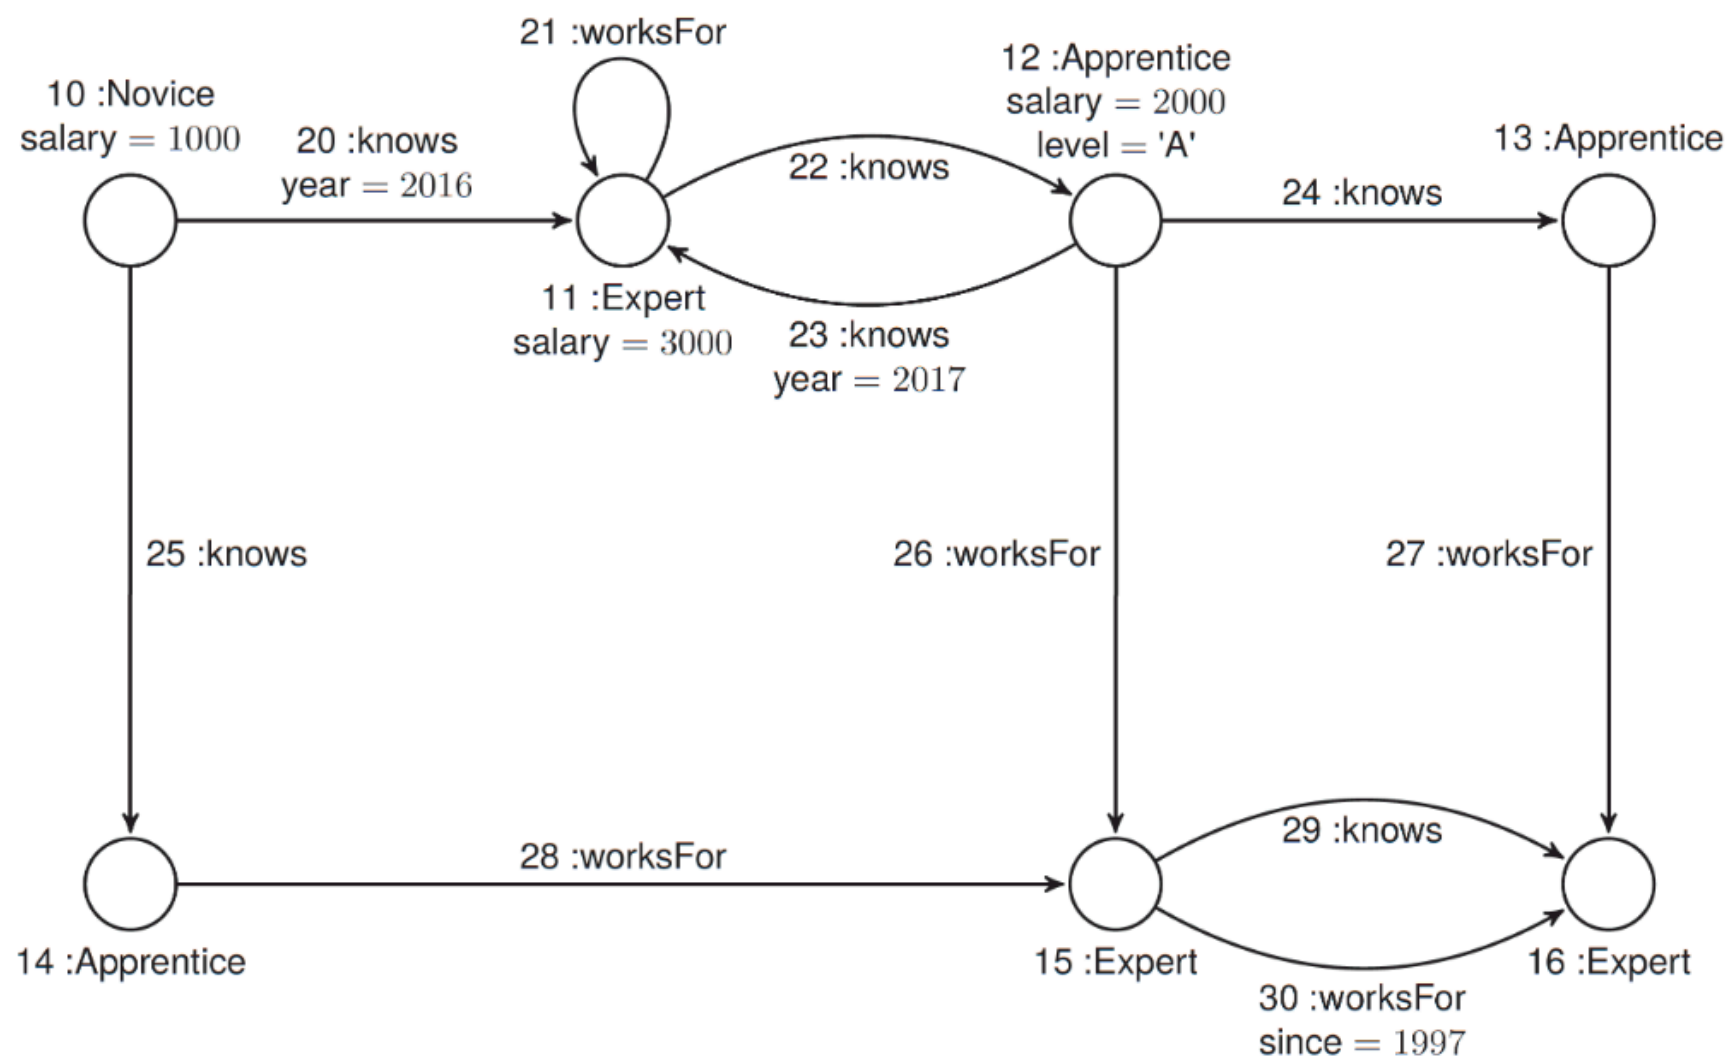 21 :worksFor
12 :Apprentice
salary = 2000
level = 'A'
10 :Novice
salary = 1000
20 :knows
year = 2016
22 :knows
13 :Apprentice
24 :knows
11 :Expert
salary = 3000
23 :knows
year = 2017
25 :knows
26 :worksFor
27 :worksFor
28 :worksFor
29 :knows
14 :Apprentice
15 :Expert
16 :Expert
30 :worksFor
since = 1997